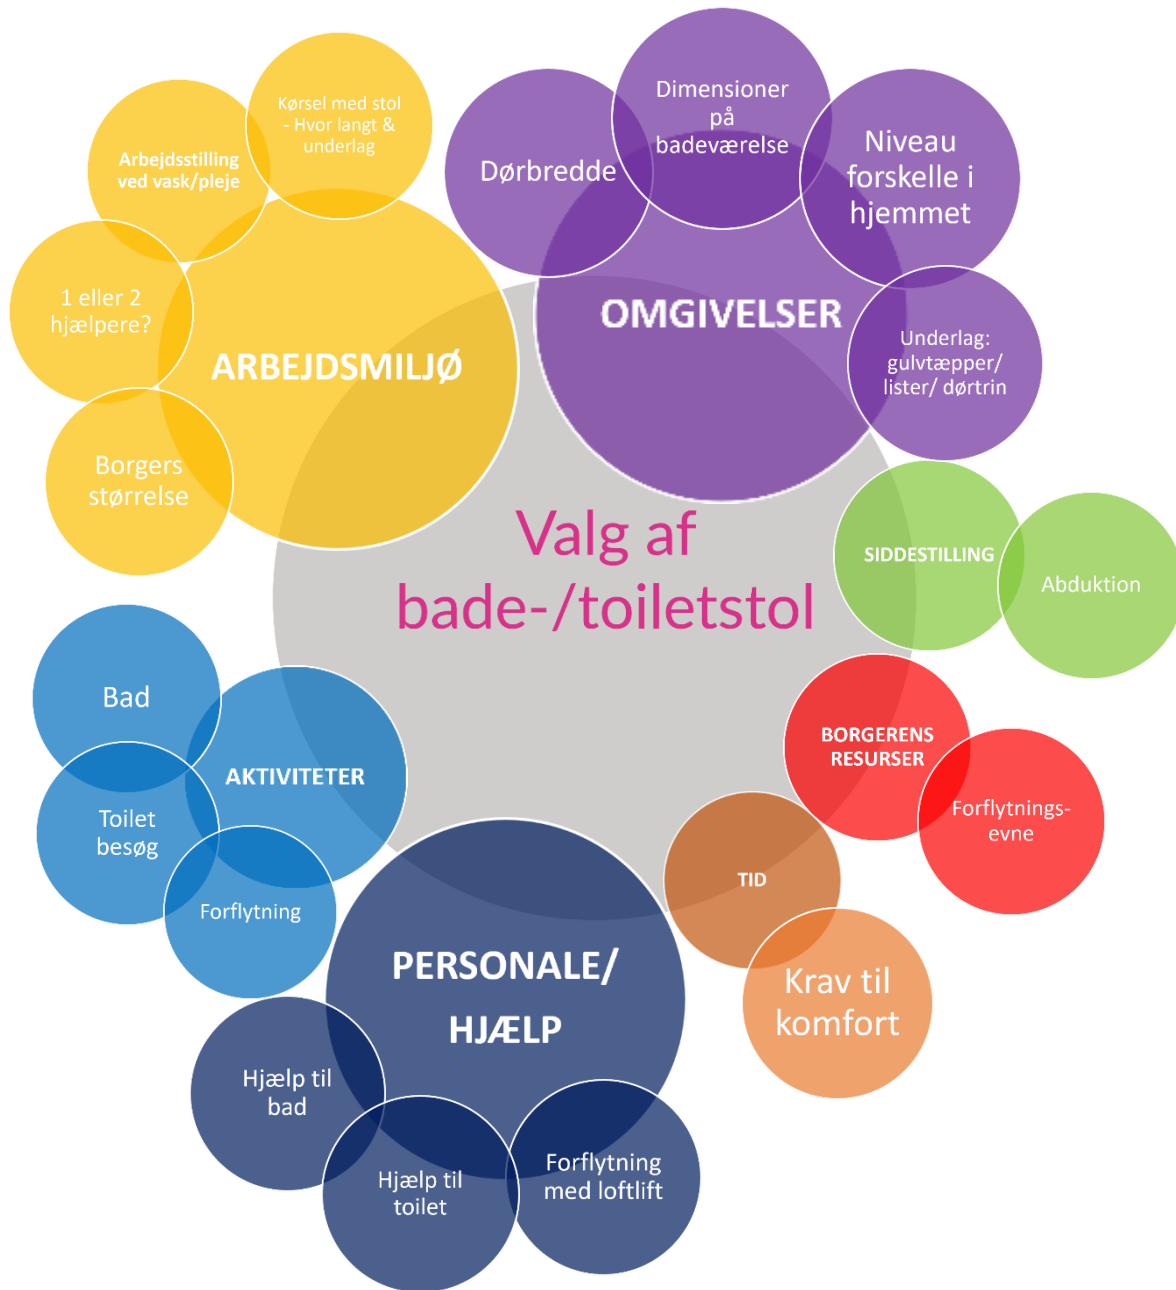 Kørsel med stol
- Hvor langt &
underlag
Arbejdsstilling
ved vask/pleje
1 eller 2
hjælpere?
Borgers
størrelse
ARBEJDSMILJØ
Dørbredde
Dimensioner
på
badeværelse
Niveau
forskelle i
hjemmet
Underlag:
gulvtæpper/
lister/ dørtrin
OMGIVELSER
Valg af
bade-/toiletstol
SIDDESTILLING
Abduktion
BORGERENS
RESURSER
Forflytnings-
evne
TID
Krav til
komfort
Bad
Toilet
besøg
Forflytning
AKTIVITETER
PERSONALE/
HJÆLP
Hjælp til
bad
Hjælp til
toilet
Forflytning
med loftlift